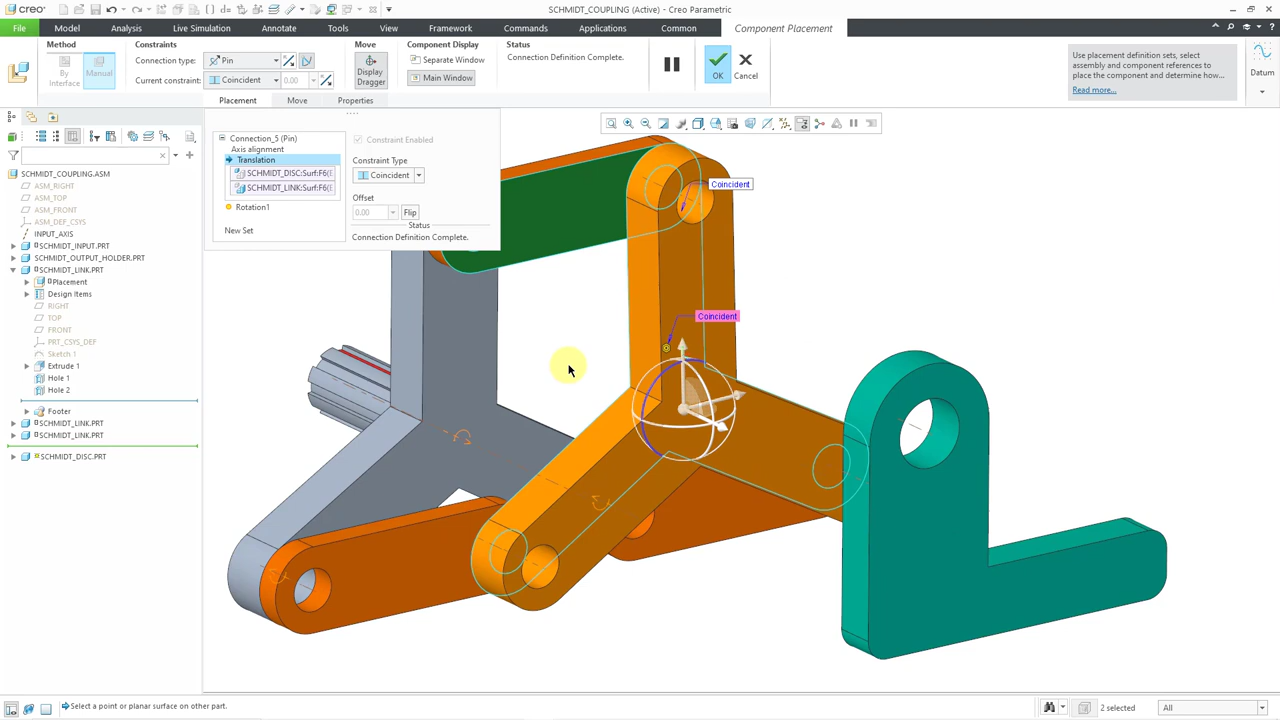 creo
SCHMIDT_COUPLING (Active) - Creo Parametric
File Model Analysis Live Simulation Annotate Tools View Framework Commands Applications Common Component Placement
Method Constraints Move Component Display Status
By Interface Manual
Connection type: Pin
Current constraint: Coincident 0.00
Display Dragger
Separate Window
Main Window
Connection Definition Complete.
OK Cancel
Use placement definition sets, select assembly and component references to place the component and determine how...
Read more...
Datum
Placement Move Properties
Connection_5 (Pin)
Axis alignment
Translation
SCHMIDT_DISC:Surf:F6(E
SCHMIDT_LINK:Surf:F6(E
Rotation1
New Set
Constraint Enabled
Constraint Type
Coincident
Offset
0.00 Flip
Status
Connection Definition Complete.
SCHMIDT_COUPLING.ASM
ASM_RIGHT
ASM_TOP
ASM_FRONT
ASM_DEF_CSYS
INPUT_AXIS
SCHMIDT_INPUT.PRT
SCHMIDT_OUTPUT_HOLDER.PRT
SCHMIDT_LINK.PRT
Placement
Design Items
RIGHT
TOP
FRONT
PRT_CSYS_DEF
Sketch 1
Extrude 1
Hole 1
Hole 2
Footer
SCHMIDT_LINK.PRT
SCHMIDT_LINK.PRT
SCHMIDT_DISC.PRT
Coincident
Coincident
Select a point or planar surface on other part.
2 selected
All